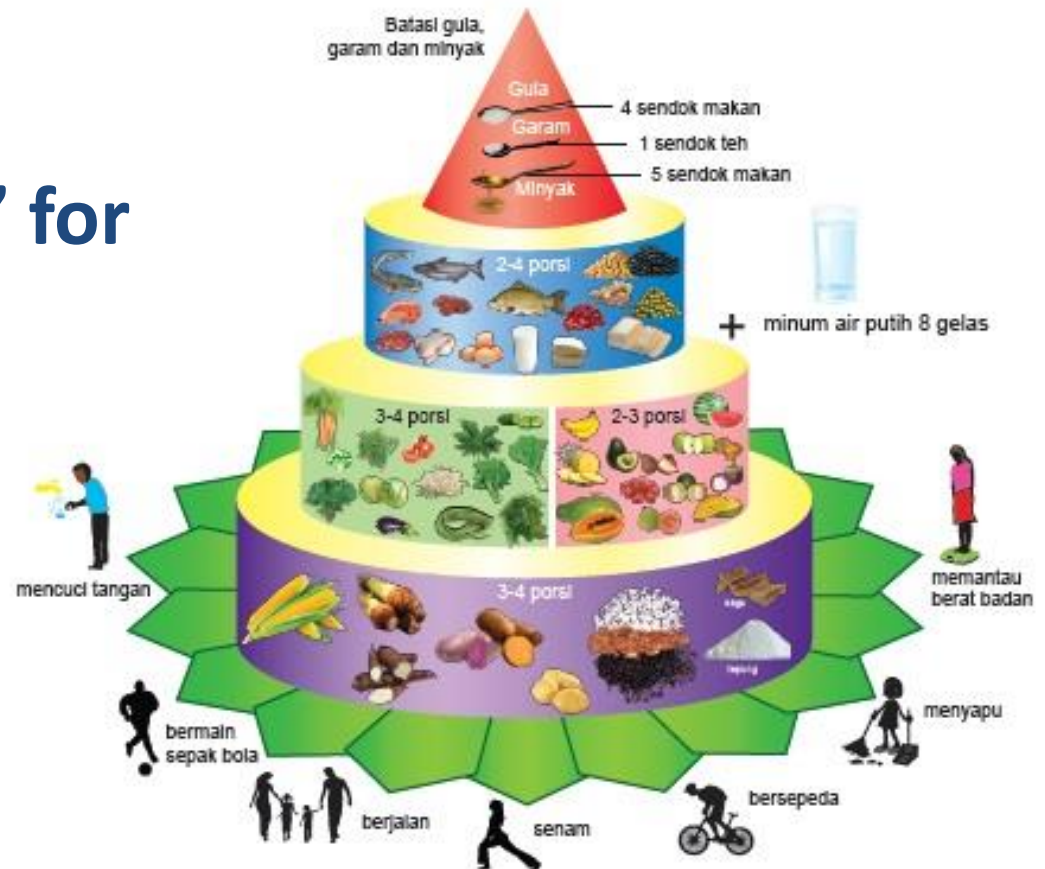 Batasi gula,
garam dan minyak
Gula
4 sendok makan
Garam
1 sendok teh
Minyak
5 sendok makan
” for
2-4 porsi
+ minum air putih 8 gelas
3-4 porsi
2-3 porsi
mencuci tangan
memantau
berat badan
3-4 porsi
sagu
tepung
bermain
sepak bola
menyapu
berjalan
senam
bersepeda